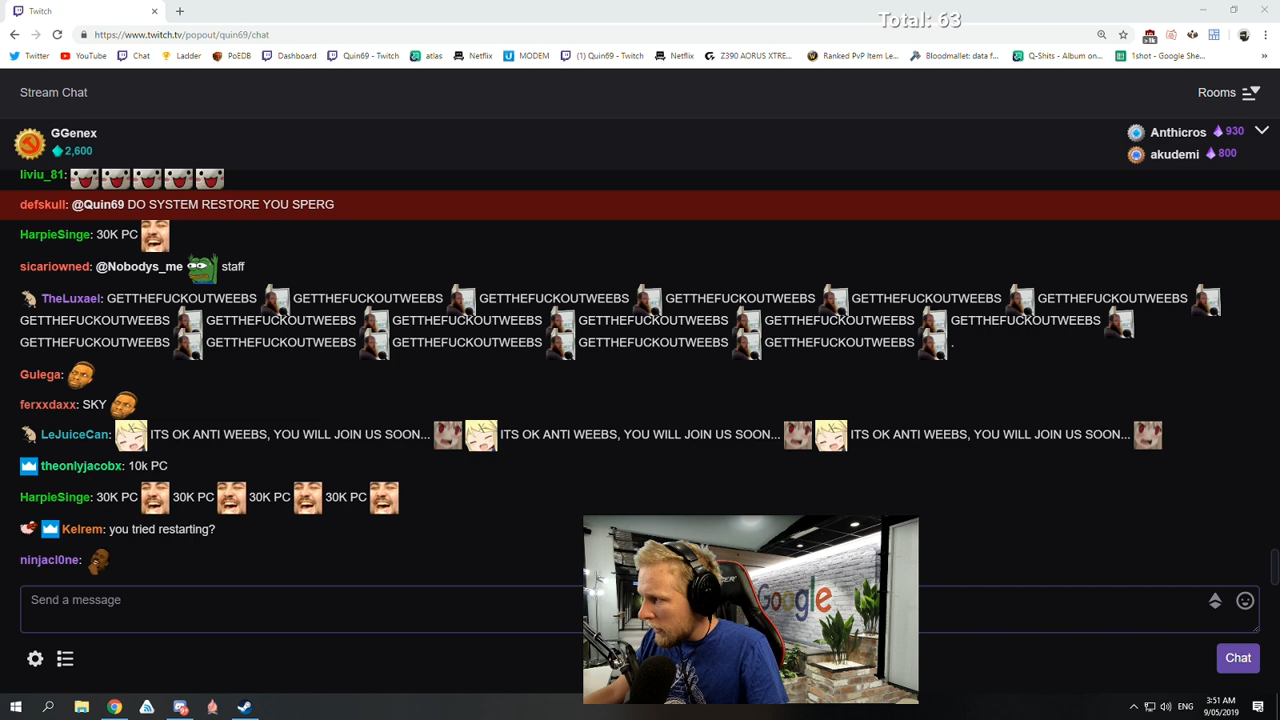 Twitch
Total: 63
https://www.twitch.tv/popout/quin69/chat
>1k
Twitter YouTube Chat Ladder PoEDB Dashboard Quin69 - Twitch atlas Netflix MODEM (1) Quin69 - Twitch Netflix Z390 AORUS XTRE... Ranked PvP Item Le... Bloodmallet: data f... Q-Shits - Album on... 1shot - Google She... »
Stream Chat
Rooms
GGenex
2,600
Anthicros 930
akudemi 800
liviu_81:
defskull: @Quin69 DO SYSTEM RESTORE YOU SPERG
HarpieSinge: 30K PC
sicariowned: @Nobodys_me staff
TheLuxael: GETTHEFUCKOUTWEEBS GETTHEFUCKOUTWEEBS GETTHEFUCKOUTWEEBS GETTHEFUCKOUTWEEBS GETTHEFUCKOUTWEEBS GETTHEFUCKOUTWEEBS
GETTHEFUCKOUTWEEBS GETTHEFUCKOUTWEEBS GETTHEFUCKOUTWEEBS GETTHEFUCKOUTWEEBS GETTHEFUCKOUTWEEBS GETTHEFUCKOUTWEEBS
GETTHEFUCKOUTWEEBS GETTHEFUCKOUTWEEBS GETTHEFUCKOUTWEEBS GETTHEFUCKOUTWEEBS GETTHEFUCKOUTWEEBS .
Gulega:
ferxxdaxx: SKY
LeJuiceCan: ITS OK ANTI WEEBS, YOU WILL JOIN US SOON... ITS OK ANTI WEEBS, YOU WILL JOIN US SOON... ITS OK ANTI WEEBS, YOU WILL JOIN US SOON...
theonlyjacobx: 10k PC
HarpieSinge: 30K PC 30K PC 30K PC 30K PC
Kelrem: you tried restarting?
ninjacl0ne:
Send a message
Google
Chat
ENG
3:51 AM
9/05/2019